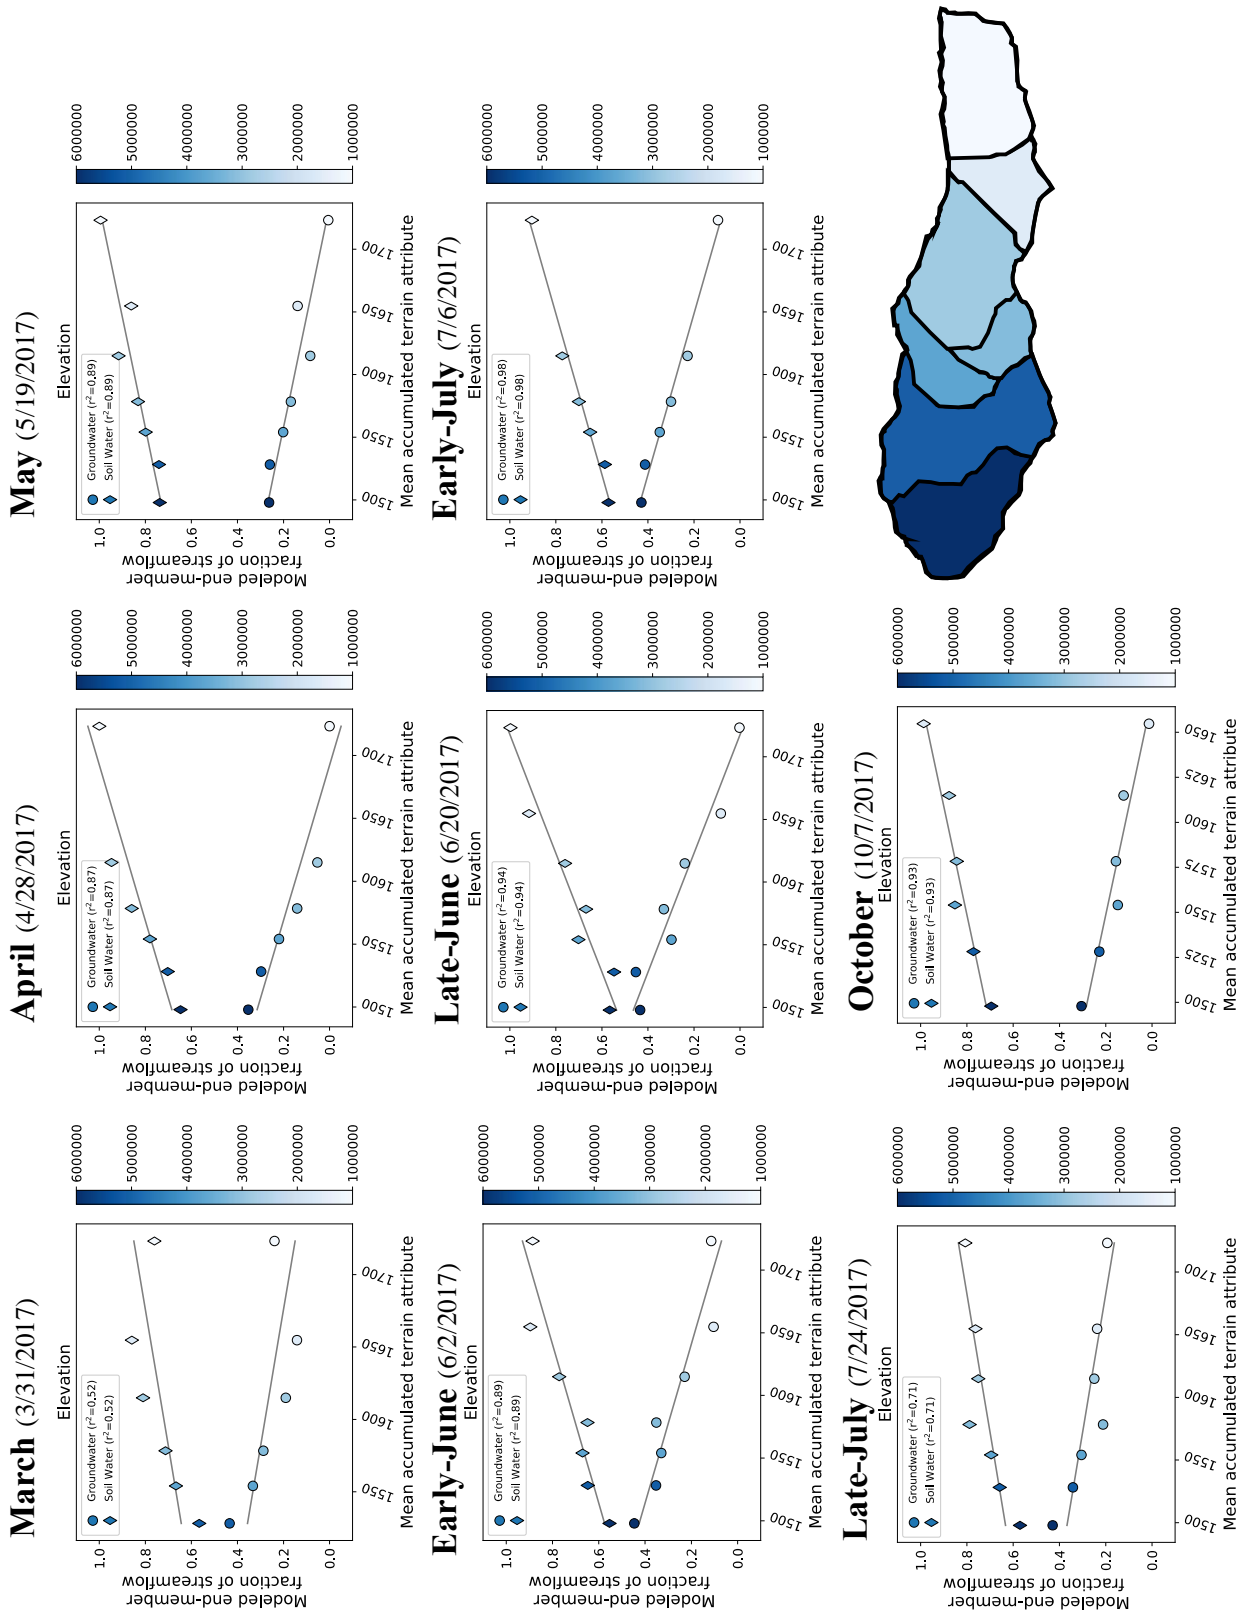 March (3/31/2017)
Elevation
Groundwater (r²=0.52)
Soil Water (r²=0.52)
1.0
0.8
0.6
0.4
0.2
0.0
Modeled end-member
fraction of streamflow
1550
1600
1650
1700
Mean accumulated terrain attribute
6000000
5000000
4000000
3000000
2000000
1000000
April (4/28/2017)
Elevation
Groundwater (r²=0.87)
Soil Water (r²=0.87)
1.0
0.8
0.6
0.4
0.2
0.0
Modeled end-member
fraction of streamflow
1500
1550
1600
1650
1700
Mean accumulated terrain attribute
6000000
5000000
4000000
3000000
2000000
1000000
May (5/19/2017)
Elevation
Groundwater (r²=0.89)
Soil Water (r²=0.89)
1.0
0.8
0.6
0.4
0.2
0.0
Modeled end-member
fraction of streamflow
1500
1550
1600
1650
1700
Mean accumulated terrain attribute
6000000
5000000
4000000
3000000
2000000
1000000
Early-June (6/2/2017)
Elevation
Groundwater (r²=0.89)
Soil Water (r²=0.89)
1.0
0.8
0.6
0.4
0.2
0.0
Modeled end-member
fraction of streamflow
1500
1550
1600
1650
1700
Mean accumulated terrain attribute
6000000
5000000
4000000
3000000
2000000
1000000
Late-June (6/20/2017)
Elevation
Groundwater (r²=0.94)
Soil Water (r²=0.94)
1.0
0.8
0.6
0.4
0.2
0.0
Modeled end-member
fraction of streamflow
1500
1550
1600
1650
1700
Mean accumulated terrain attribute
6000000
5000000
4000000
3000000
2000000
1000000
Early-July (7/6/2017)
Elevation
Groundwater (r²=0.98)
Soil Water (r²=0.98)
1.0
0.8
0.6
0.4
0.2
0.0
Modeled end-member
fraction of streamflow
1500
1550
1600
1650
1700
Mean accumulated terrain attribute
6000000
5000000
4000000
3000000
2000000
1000000
Late-July (7/24/2017)
Elevation
Groundwater (r²=0.71)
Soil Water (r²=0.71)
1.0
0.8
0.6
0.4
0.2
0.0
Modeled end-member
fraction of streamflow
1500
1550
1600
1650
1700
Mean accumulated terrain attribute
6000000
5000000
4000000
3000000
2000000
1000000
October (10/7/2017)
Elevation
Groundwater (r²=0.93)
Soil Water (r²=0.93)
1.0
0.8
0.6
0.4
0.2
0.0
Modeled end-member
fraction of streamflow
1500
1525
1550
1575
1600
1625
1650
Mean accumulated terrain attribute
6000000
5000000
4000000
3000000
2000000
1000000